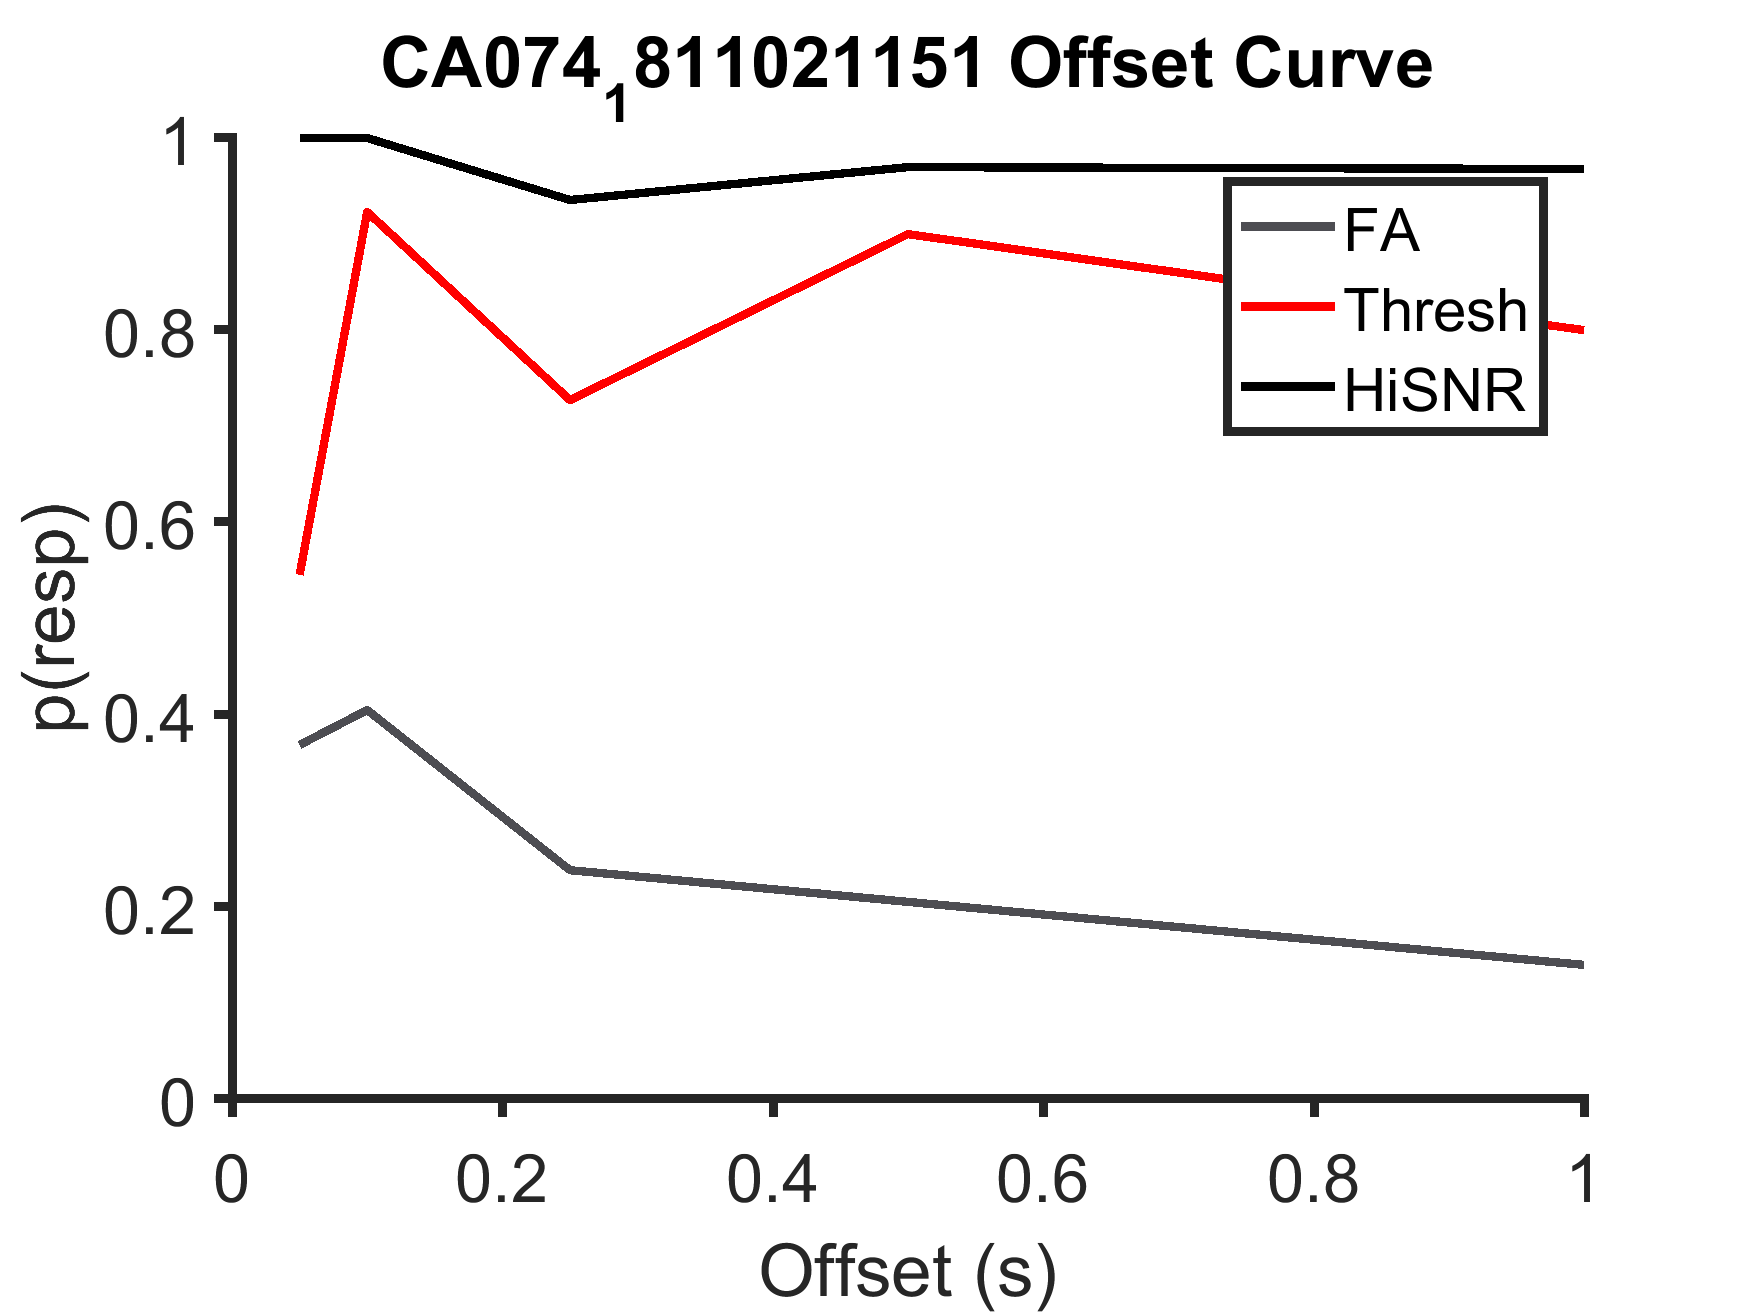 CA074₁811021151 Offset Curve
1
0.8
0.6
0.4
0.2
0
p(resp)
FA
Thresh
HiSNR
0 0.2 0.4 0.6 0.8 1
Offset (s)